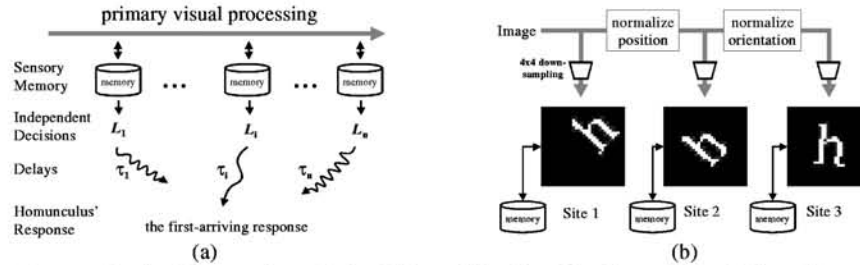 primary visual processing
Sensory Memory
memory ... memory ... memory
Independent Decisions
L1 Li Ln
Delays
τ1 τi τn
Homunculus' Response
the first-arriving response
(a)
Image
normalize position
normalize orientation
4x4 down-sampling
h h h
memory Site 1
memory Site 2
memory Site 3
(b)